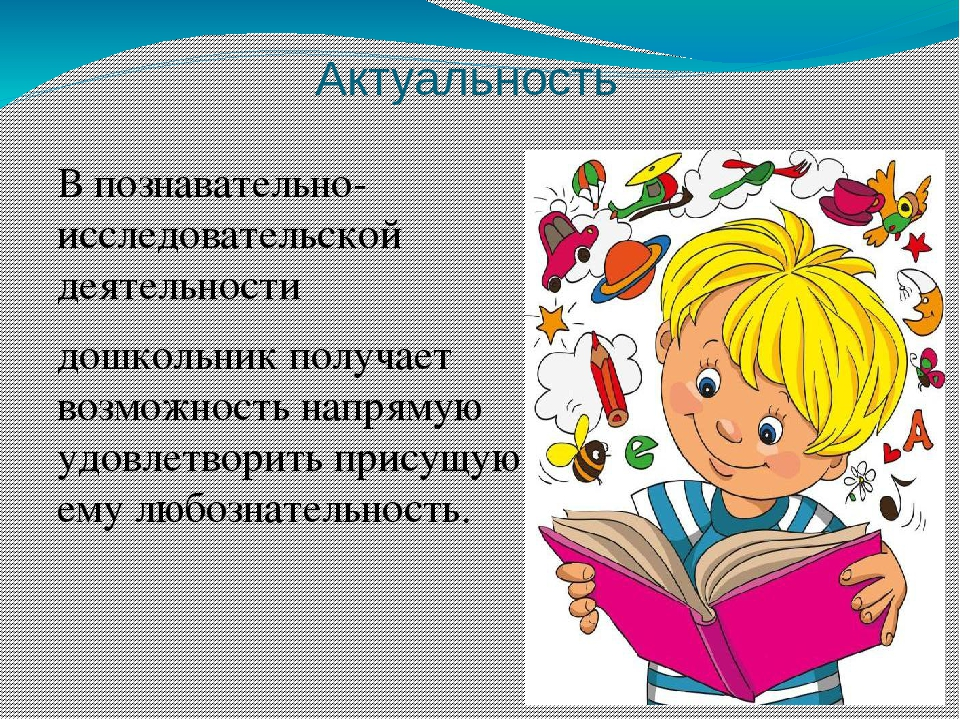 Актуальность
В познавательно-
исследовательской
деятельности
дошкольник получает
возможность напрямую
удовлетворить присущую
ему любознательность.
е
А